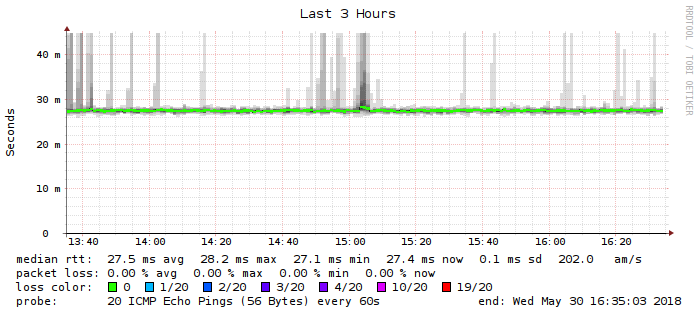 Last 3 Hours
RRDTOOL / TOBI OETIKER
Seconds
40 m
30 m
20 m
10 m
0
13:40 14:00 14:20 14:40 15:00 15:20 15:40 16:00 16:20
median rtt: 27.5 ms avg 28.2 ms max 27.1 ms min 27.4 ms now 0.1 ms sd 202.0 am/s
packet loss: 0.00 % avg 0.00 % max 0.00 % min 0.00 % now
loss color: 0 1/20 2/20 3/20 4/20 10/20 19/20
probe: 20 ICMP Echo Pings (56 Bytes) every 60s end: Wed May 30 16:35:03 2018